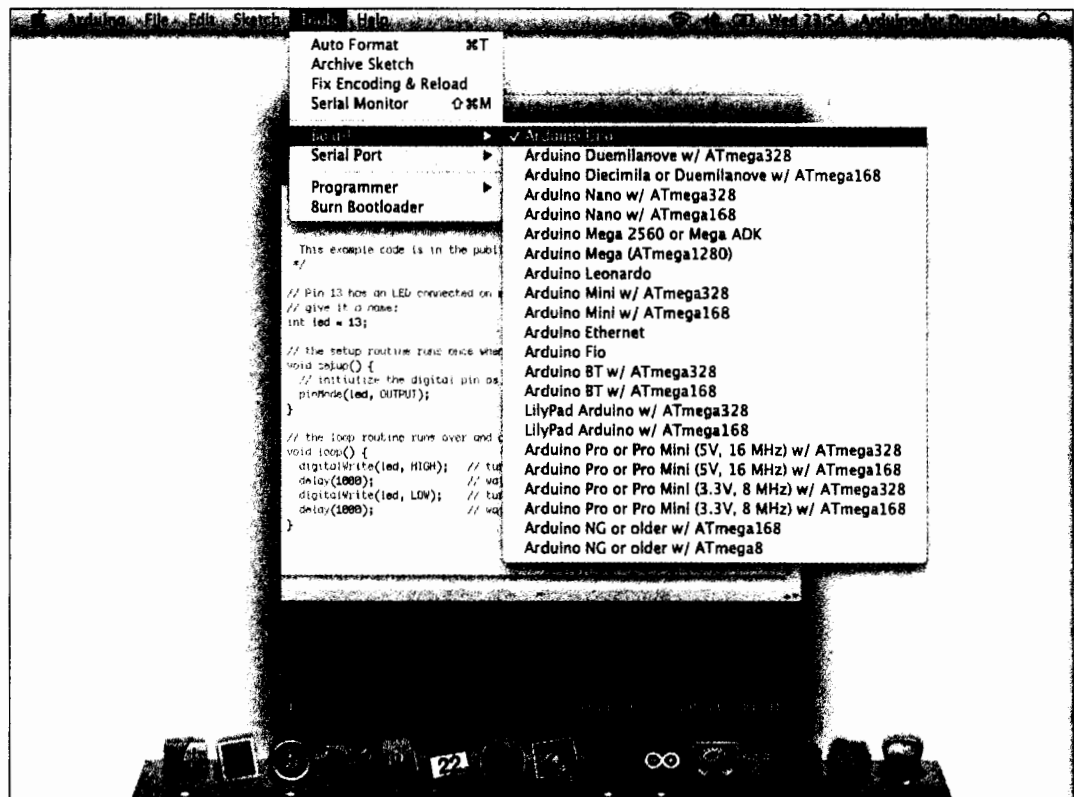 Arduino File Edit Sketch Tools Help Wed 23:54 Arduino for Dummies
Auto Format ⌘T
Archive Sketch
Fix Encoding & Reload
Serial Monitor ⇧⌘M
Board
Serial Port
Programmer
Burn Bootloader
✓ Arduino Uno
Arduino Duemilanove w/ ATmega328
Arduino Diecimila or Duemilanove w/ ATmega168
Arduino Nano w/ ATmega328
Arduino Nano w/ ATmega168
Arduino Mega 2560 or Mega ADK
Arduino Mega (ATmega1280)
Arduino Leonardo
Arduino Mini w/ ATmega328
Arduino Mini w/ ATmega168
Arduino Ethernet
Arduino Fio
Arduino BT w/ ATmega328
Arduino BT w/ ATmega168
LilyPad Arduino w/ ATmega328
LilyPad Arduino w/ ATmega168
Arduino Pro or Pro Mini (5V, 16 MHz) w/ ATmega328
Arduino Pro or Pro Mini (5V, 16 MHz) w/ ATmega168
Arduino Pro or Pro Mini (3.3V, 8 MHz) w/ ATmega328
Arduino Pro or Pro Mini (3.3V, 8 MHz) w/ ATmega168
Arduino NG or older w/ ATmega168
Arduino NG or older w/ ATmega8
This example code is in the publi
*/
// Pin 13 has an LED connected on
// give it a name:
int led = 13;
// the setup routine runs once whe
void setup() {
// initialize the digital pin as
pinMode(led, OUTPUT);
}
// the loop routine runs over and
void loop() {
digitalWrite(led, HIGH); // tu
delay(1000); // wa
digitalWrite(led, LOW); // tu
delay(1000); // wa
}
22